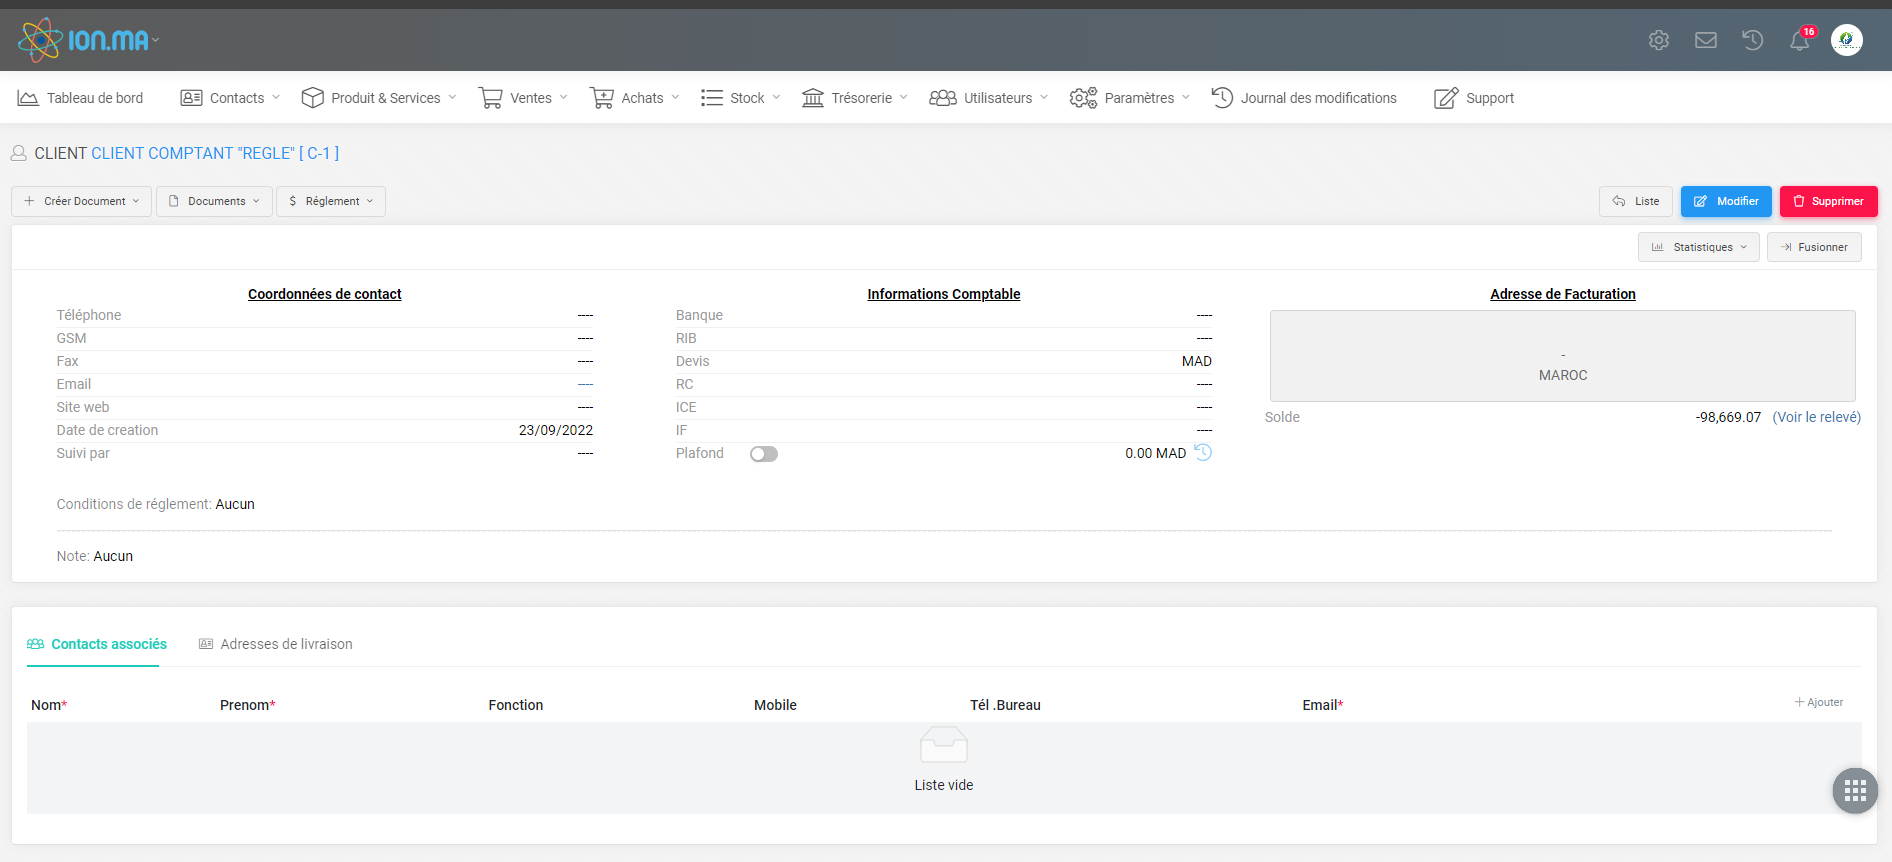 ION.MA
16
Tableau de bord Contacts Produit & Services Ventes Achats Stock Trésorerie Utilisateurs Paramètres Journal des modifications Support
CLIENT CLIENT COMPTANT "REGLE" [ C-1 ]
Créer Document Documents $ Réglement Liste Modifier Supprimer
Statistiques Fusionner
Coordonnées de contact
Téléphone ----
GSM ----
Fax ----
Email ----
Site web ----
Date de creation 23/09/2022
Suivi par ----
Informations Comptable
Banque ----
RIB ----
Devis MAD
RC ----
ICE ----
IF ----
Plafond 0.00 MAD
Adresse de Facturation
-
MAROC
Solde -98,669.07 (Voir le relevé)
Conditions de réglement: Aucun
Note: Aucun
Contacts associés Adresses de livraison
Nom* Prenom* Fonction Mobile Tél .Bureau Email* + Ajouter
Liste vide